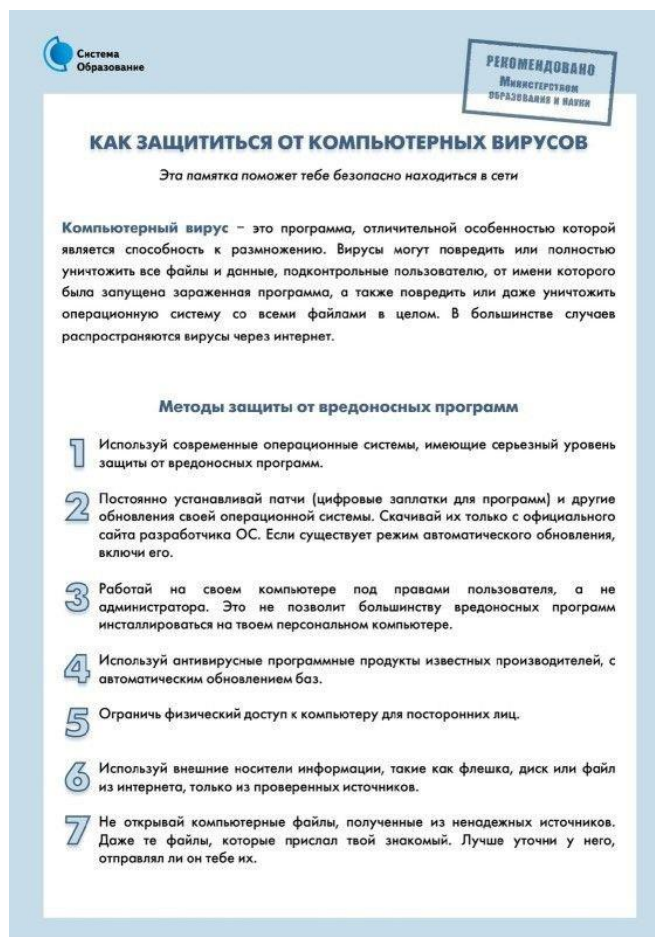 Система
Образование
РЕКОМЕНДОВАНО
Министерством
образования и науки
КАК ЗАЩИТИТЬСЯ ОТ КОМПЬЮТЕРНЫХ ВИРУСОВ
Эта памятка поможет тебе безопасно находиться в сети
Компьютерный вирус – это программа, отличительной особенностью которой
является способность к размножению. Вирусы могут повредить или полностью
уничтожить все файлы и данные, подконтрольные пользователю, от имени которого
была запущена зараженная программа, а также повредить или даже уничтожить
операционную систему со всеми файлами в целом. В большинстве случаев
распространяются вирусы через интернет.
Методы защиты от вредоносных программ
1 Используй современные операционные системы, имеющие серьезный уровень
защиты от вредоносных программ.
2 Постоянно устанавливай патчи (цифровые заплатки для программ) и другие
обновления своей операционной системы. Скачивай их только с официального
сайта разработчика ОС. Если существует режим автоматического обновления,
включи его.
3 Работай на своем компьютере под правами пользователя, а не
администратора. Это не позволит большинству вредоносных программ
инсталлироваться на твоем персональном компьютере.
4 Используй антивирусные программные продукты известных производителей, с
автоматическим обновлением баз.
5 Ограничь физический доступ к компьютеру для посторонних лиц.
6 Используй внешние носители информации, такие как флешка, диск или файл
из интернета, только из проверенных источников.
7 Не открывай компьютерные файлы, полученные из ненадежных источников.
Даже те файлы, которые прислал твой знакомый. Лучше уточни у него,
отправлял ли он тебе их.